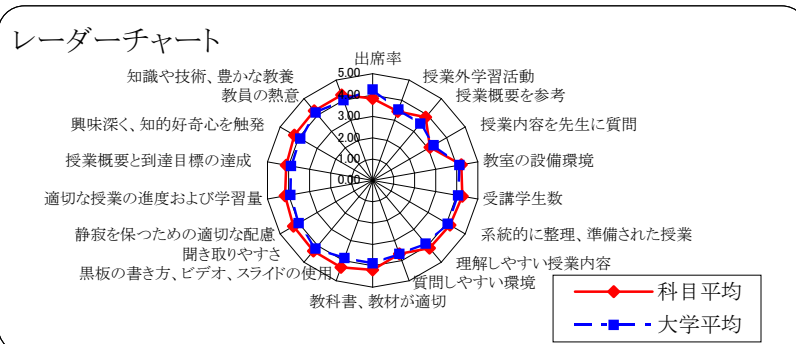 レーダーチャート
出席率
授業外学習活動
授業概要を参考
授業内容を先生に質問
教室の設備環境
受講学生数
系統的に整理、準備された授業
理解しやすい授業内容
質問しやすい環境
教科書、教材が適切
黒板の書き方、ビデオ、スライドの使用
聞き取りやすさ
静寂を保つための適切な配慮
適切な授業の進度および学習量
授業概要と到達目標の達成
興味深く、知的好奇心を触発
教員の熱意
知識や技術、豊かな教養
5.00
4.00
3.00
2.00
1.00
0.00
科目平均
大学平均